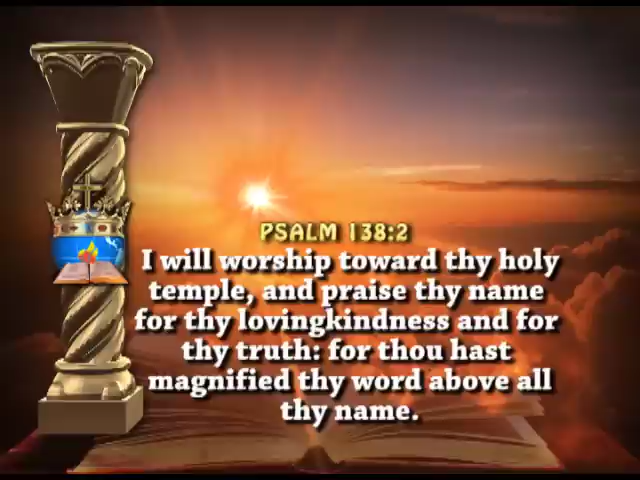 PSALM 138:2
I will worship toward thy holy
temple, and praise thy name
for thy lovingkindness and for
thy truth: for thou hast
magnified thy word above all
thy name.